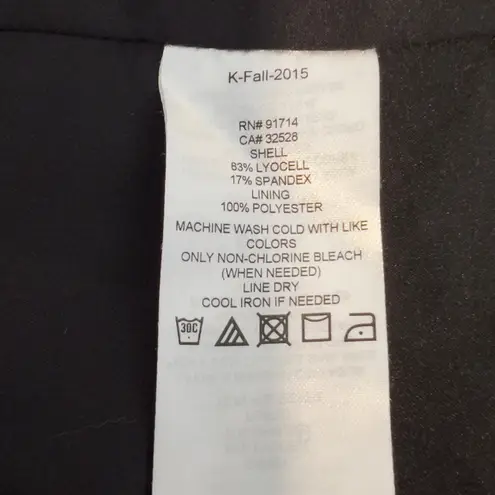 K-Fall-2015
RN# 91714
CA# 32528
SHELL
83% LYOCELL
17% SPANDEX
LINING
100% POLYESTER
MACHINE WASH COLD WITH LIKE
COLORS
ONLY NON-CHLORINE BLEACH
(WHEN NEEDED)
LINE DRY
COOL IRON IF NEEDED
30C